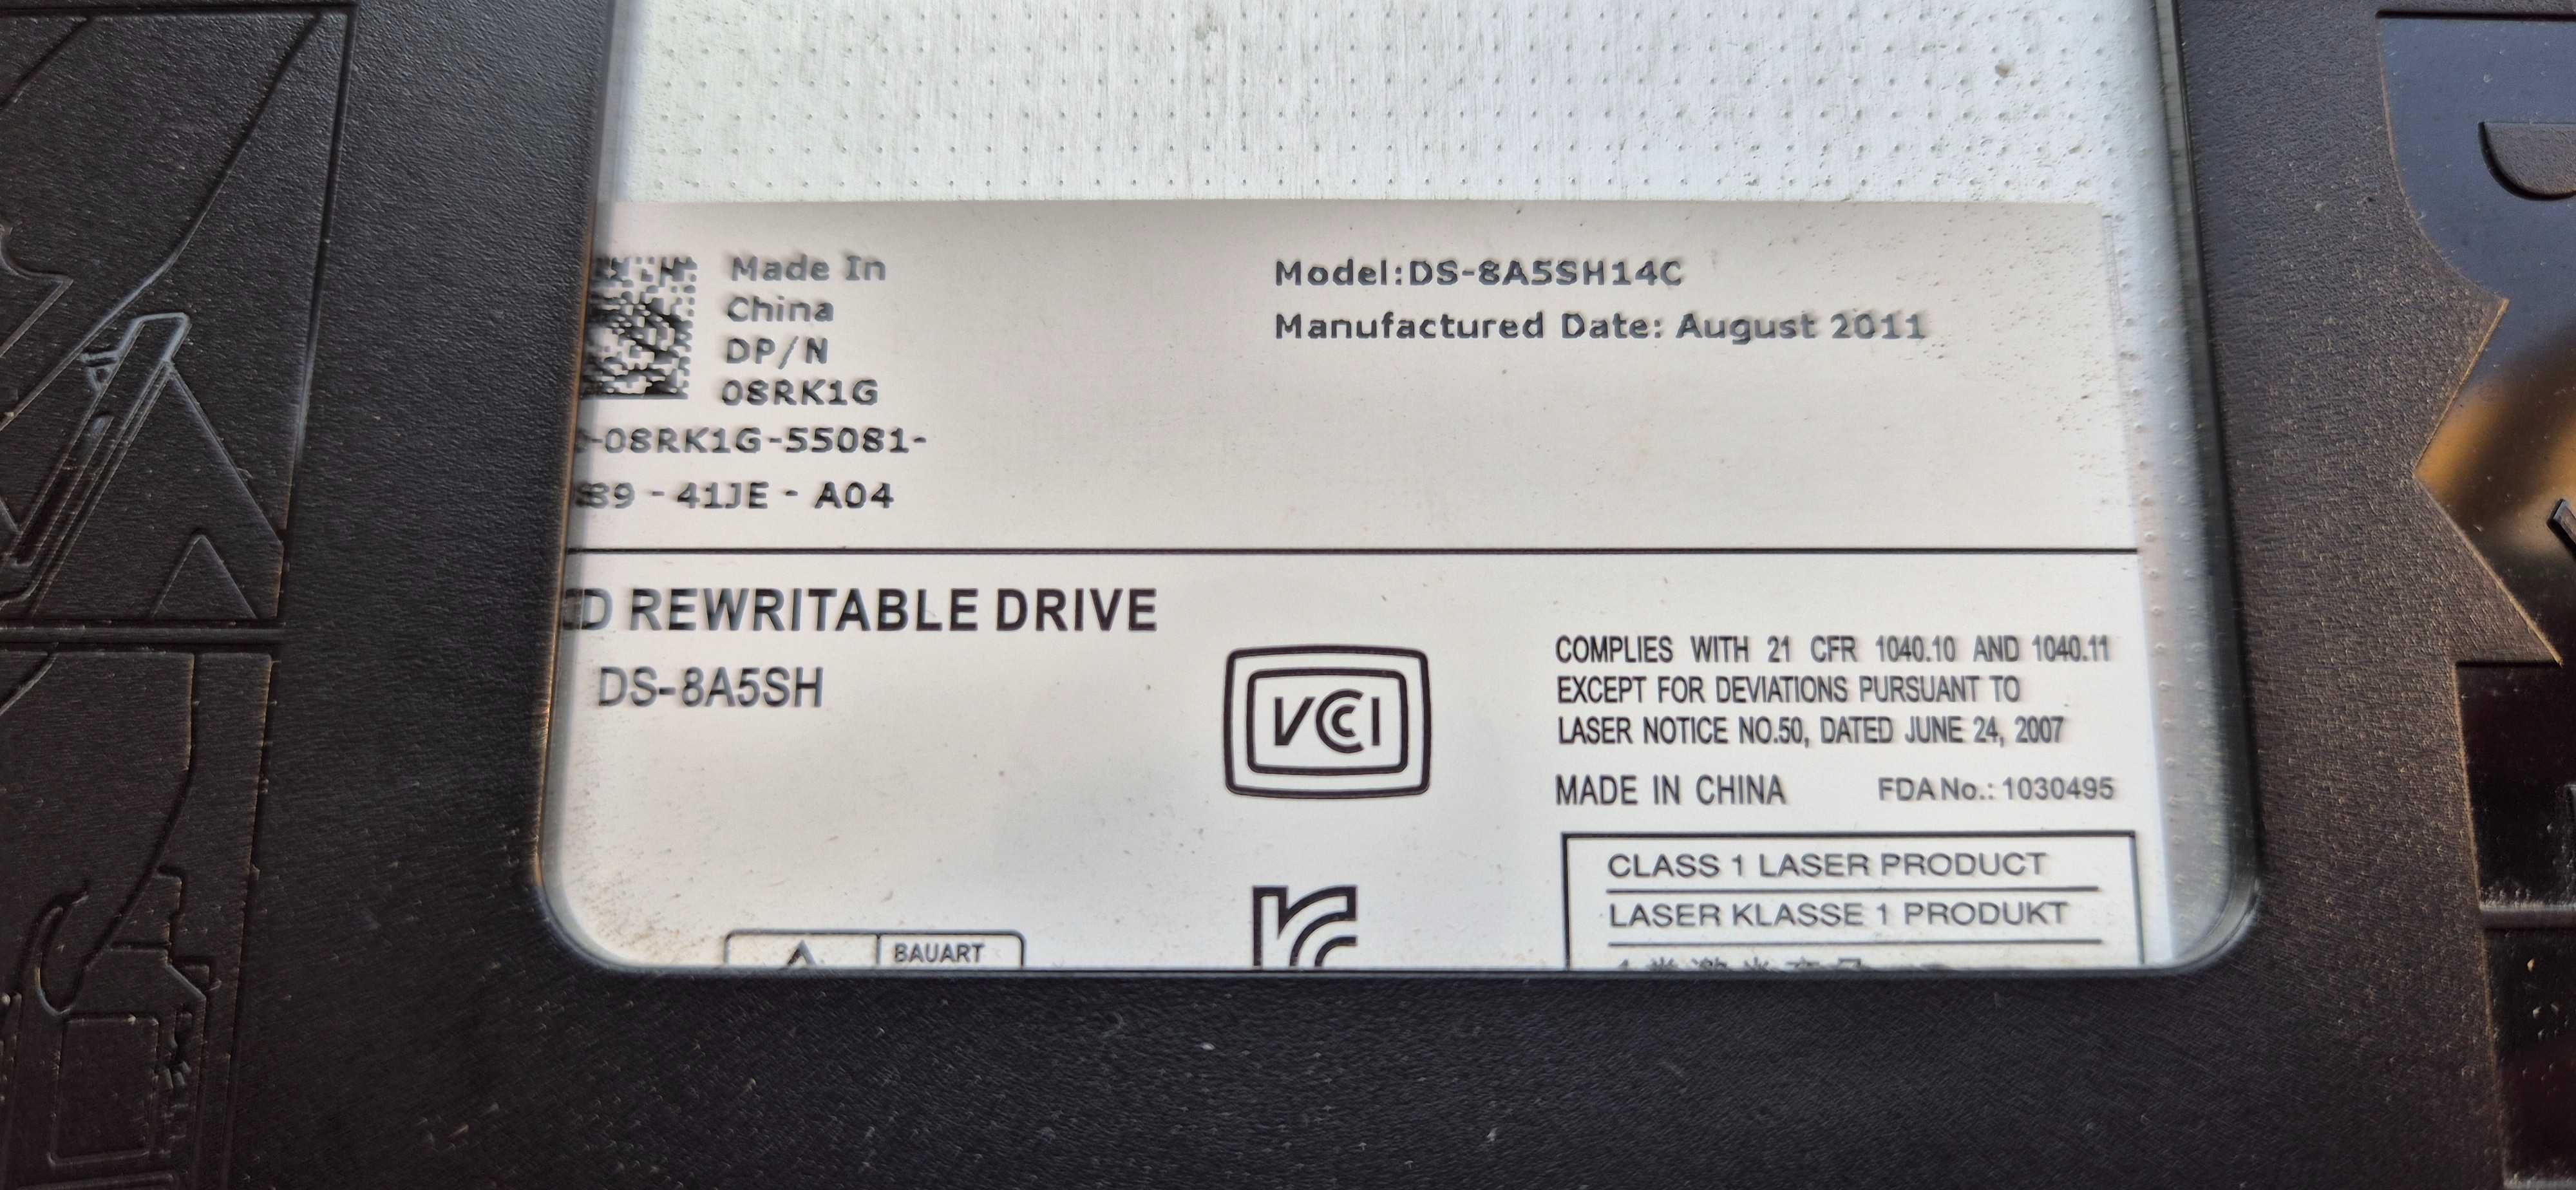 Made In
China
DP/N
08RK1G
-08RK1G-55081-
39 - 41JE - A04
Model:DS-8A5SH14C
Manufactured Date: August 2011
D REWRITABLE DRIVE
DS-8A5SH
VCCI
COMPLIES WITH 21 CFR 1040.10 AND 1040.11
EXCEPT FOR DEVIATIONS PURSUANT TO
LASER NOTICE NO.50, DATED JUNE 24, 2007
MADE IN CHINA FDA No.: 1030495
CLASS 1 LASER PRODUCT
LASER KLASSE 1 PRODUKT
BAUART